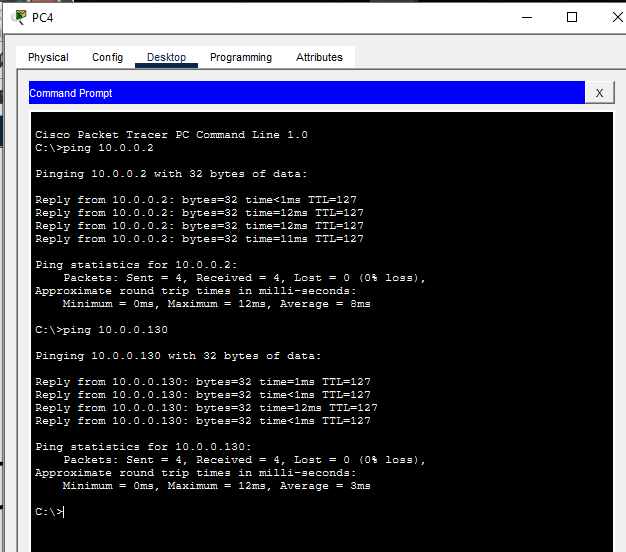 PC4
Physical Config Desktop Programming Attributes
Command Prompt
X
Cisco Packet Tracer PC Command Line 1.0
C:\>ping 10.0.0.2
Pinging 10.0.0.2 with 32 bytes of data:
Reply from 10.0.0.2: bytes=32 time<1ms TTL=127
Reply from 10.0.0.2: bytes=32 time=12ms TTL=127
Reply from 10.0.0.2: bytes=32 time=12ms TTL=127
Reply from 10.0.0.2: bytes=32 time=11ms TTL=127
Ping statistics for 10.0.0.2:
Packets: Sent = 4, Received = 4, Lost = 0 (0% loss),
Approximate round trip times in milli-seconds:
Minimum = 0ms, Maximum = 12ms, Average = 8ms
C:\>ping 10.0.0.130
Pinging 10.0.0.130 with 32 bytes of data:
Reply from 10.0.0.130: bytes=32 time=1ms TTL=127
Reply from 10.0.0.130: bytes=32 time<1ms TTL=127
Reply from 10.0.0.130: bytes=32 time=12ms TTL=127
Reply from 10.0.0.130: bytes=32 time<1ms TTL=127
Ping statistics for 10.0.0.130:
Packets: Sent = 4, Received = 4, Lost = 0 (0% loss),
Approximate round trip times in milli-seconds:
Minimum = 0ms, Maximum = 12ms, Average = 3ms
C:\>